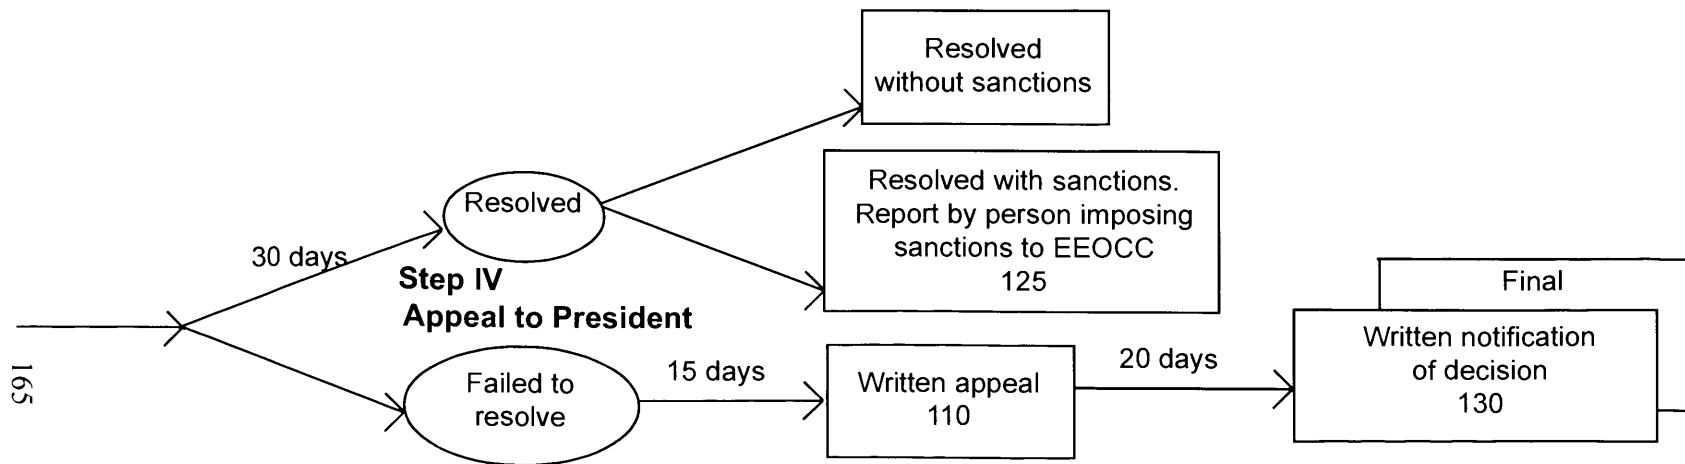 Resolved
without sanctions
Resolved
Resolved with sanctions.
Report by person imposing
sanctions to EEOCC
125
30 days
Step IV
Appeal to President
Final
Failed to
resolve
15 days
Written appeal
110
20 days
Written notification
of decision
130
165